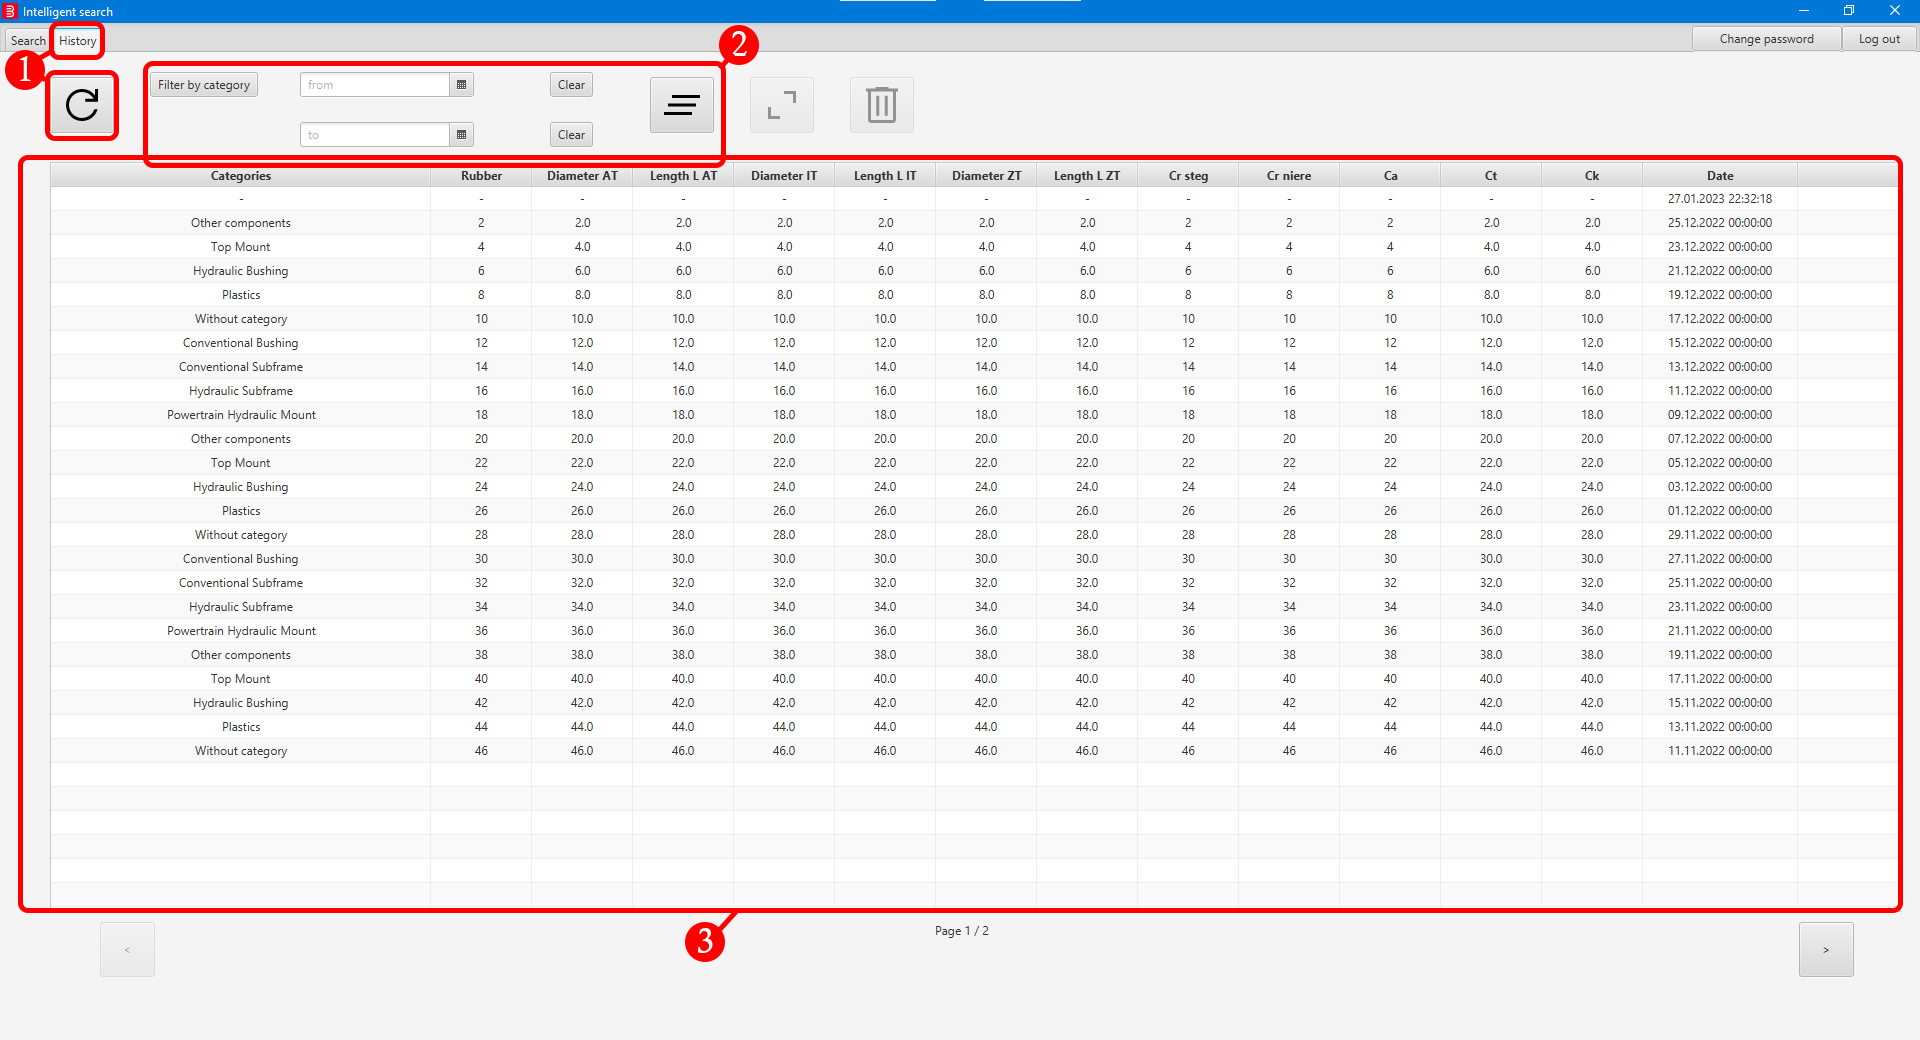 Intelligent search
Search History Change password Log out
1 2
Filter by category from Clear
to Clear
Categories Rubber Diameter AT Length L AT Diameter IT Length L IT Diameter ZT Length L ZT Cr steg Cr niere Ca Ct Ck Date
- - - - - - - - - - - - - 27.01.2023 22:32:18
Other components 2 2.0 2.0 2.0 2.0 2.0 2.0 2 2 2 2.0 2.0 25.12.2022 00:00:00
Top Mount 4 4.0 4.0 4.0 4.0 4.0 4.0 4 4 4 4.0 4.0 23.12.2022 00:00:00
Hydraulic Bushing 6 6.0 6.0 6.0 6.0 6.0 6.0 6 6 6 6.0 6.0 21.12.2022 00:00:00
Plastics 8 8.0 8.0 8.0 8.0 8.0 8.0 8 8 8 8.0 8.0 19.12.2022 00:00:00
Without category 10 10.0 10.0 10.0 10.0 10.0 10.0 10 10 10 10.0 10.0 17.12.2022 00:00:00
Conventional Bushing 12 12.0 12.0 12.0 12.0 12.0 12.0 12 12 12 12.0 12.0 15.12.2022 00:00:00
Conventional Subframe 14 14.0 14.0 14.0 14.0 14.0 14.0 14 14 14 14.0 14.0 13.12.2022 00:00:00
Hydraulic Subframe 16 16.0 16.0 16.0 16.0 16.0 16.0 16 16 16 16.0 16.0 11.12.2022 00:00:00
Powertrain Hydraulic Mount 18 18.0 18.0 18.0 18.0 18.0 18.0 18 18 18 18.0 18.0 09.12.2022 00:00:00
Other components 20 20.0 20.0 20.0 20.0 20.0 20.0 20 20 20 20.0 20.0 07.12.2022 00:00:00
Top Mount 22 22.0 22.0 22.0 22.0 22.0 22.0 22 22 22 22.0 22.0 05.12.2022 00:00:00
Hydraulic Bushing 24 24.0 24.0 24.0 24.0 24.0 24.0 24 24 24 24.0 24.0 03.12.2022 00:00:00
Plastics 26 26.0 26.0 26.0 26.0 26.0 26.0 26 26 26 26.0 26.0 01.12.2022 00:00:00
Without category 28 28.0 28.0 28.0 28.0 28.0 28.0 28 28 28 28.0 28.0 29.11.2022 00:00:00
Conventional Bushing 30 30.0 30.0 30.0 30.0 30.0 30.0 30 30 30 30.0 30.0 27.11.2022 00:00:00
Conventional Subframe 32 32.0 32.0 32.0 32.0 32.0 32.0 32 32 32 32.0 32.0 25.11.2022 00:00:00
Hydraulic Subframe 34 34.0 34.0 34.0 34.0 34.0 34.0 34 34 34 34.0 34.0 23.11.2022 00:00:00
Powertrain Hydraulic Mount 36 36.0 36.0 36.0 36.0 36.0 36.0 36 36 36 36.0 36.0 21.11.2022 00:00:00
Other components 38 38.0 38.0 38.0 38.0 38.0 38.0 38 38 38 38.0 38.0 19.11.2022 00:00:00
Top Mount 40 40.0 40.0 40.0 40.0 40.0 40.0 40 40 40 40.0 40.0 17.11.2022 00:00:00
Hydraulic Bushing 42 42.0 42.0 42.0 42.0 42.0 42.0 42 42 42 42.0 42.0 15.11.2022 00:00:00
Plastics 44 44.0 44.0 44.0 44.0 44.0 44.0 44 44 44 44.0 44.0 13.11.2022 00:00:00
Without category 46 46.0 46.0 46.0 46.0 46.0 46.0 46 46 46 46.0 46.0 11.11.2022 00:00:00
3 Page 1 / 2
< >